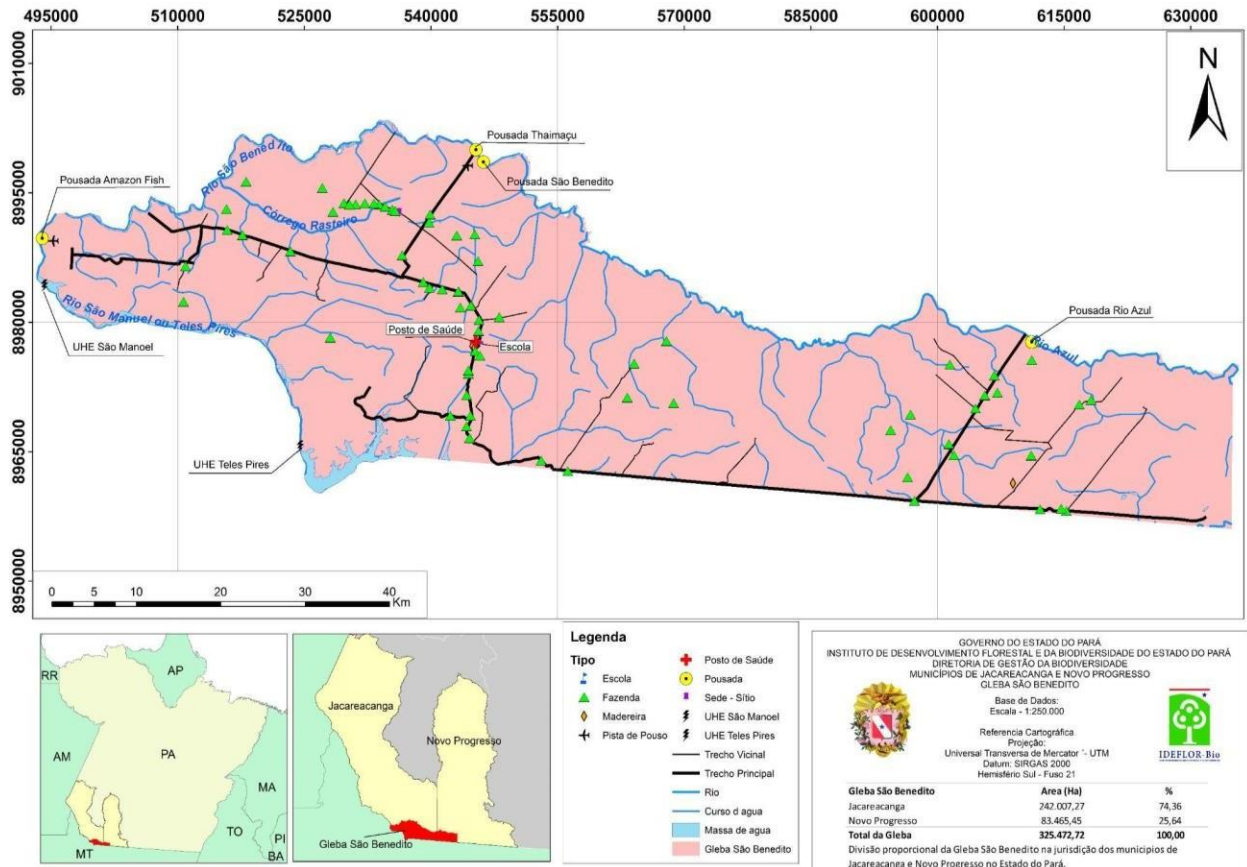 495000 510000 525000 540000 555000 570000 585000 600000 615000 630000
9010000
8995000
8980000
8965000
8950000
9010000
8995000
8980000
8965000
8950000
N
Pousada Thaimaçu
Pousada São Benedito
Pousada Amazon Fish
Rio São Bened Ito
Córrego Rasteiro
Rio São Manuel ou Teles Pires
UHE São Manoel
Posto de Saúde
Escola
Pousada Rio Azul
Rio Azul
UHE Teles Pires
0 5 10 20 30 40
Km
RR
AP
AM
PA
MA
TO
PI
BA
MT
Jacareacanga
Novo Progresso
Gleba São Benedito
Legenda
Tipo
Escola
Fazenda
Madereira
Pista de Pouso
Posto de Saúde
Pousada
Sede - Sítio
UHE São Manoel
UHE Teles Pires
Trecho Vicinal
Trecho Principal
Rio
Curso d agua
Massa de agua
Gleba São Benedito
GOVERNO DO ESTADO DO PARÁ
INSTITUTO DE DESENVOLVIMENTO FLORESTAL E DA BIODIVERSIDADE DO ESTADO DO PARÁ
DIRETORIA DE GESTÃO DA BIODIVERSIDADE
MUNICÍPIOS DE JACAREACANGA E NOVO PROGRESSO
GLEBA SÃO BENEDITO
Base de Dados:
Escala - 1:250.000
Referencia Cartográfica
Projeção:
Universal Transversa de Mercator ´- UTM
Datum: SIRGAS 2000
Hemisfério Sul - Fuso 21
IDEFLOR-Bio
Gleba São Benedito Area (Ha) %
Jacareacanga 242.007,27 74,36
Novo Progresso 83.465,45 25,64
Total da Gleba 325.472,72 100,00
Divisão proporcional da Gleba São Benedito na jurisdição dos municipios de
Jacareacanga e Novo Progresso no Estado do Pará.